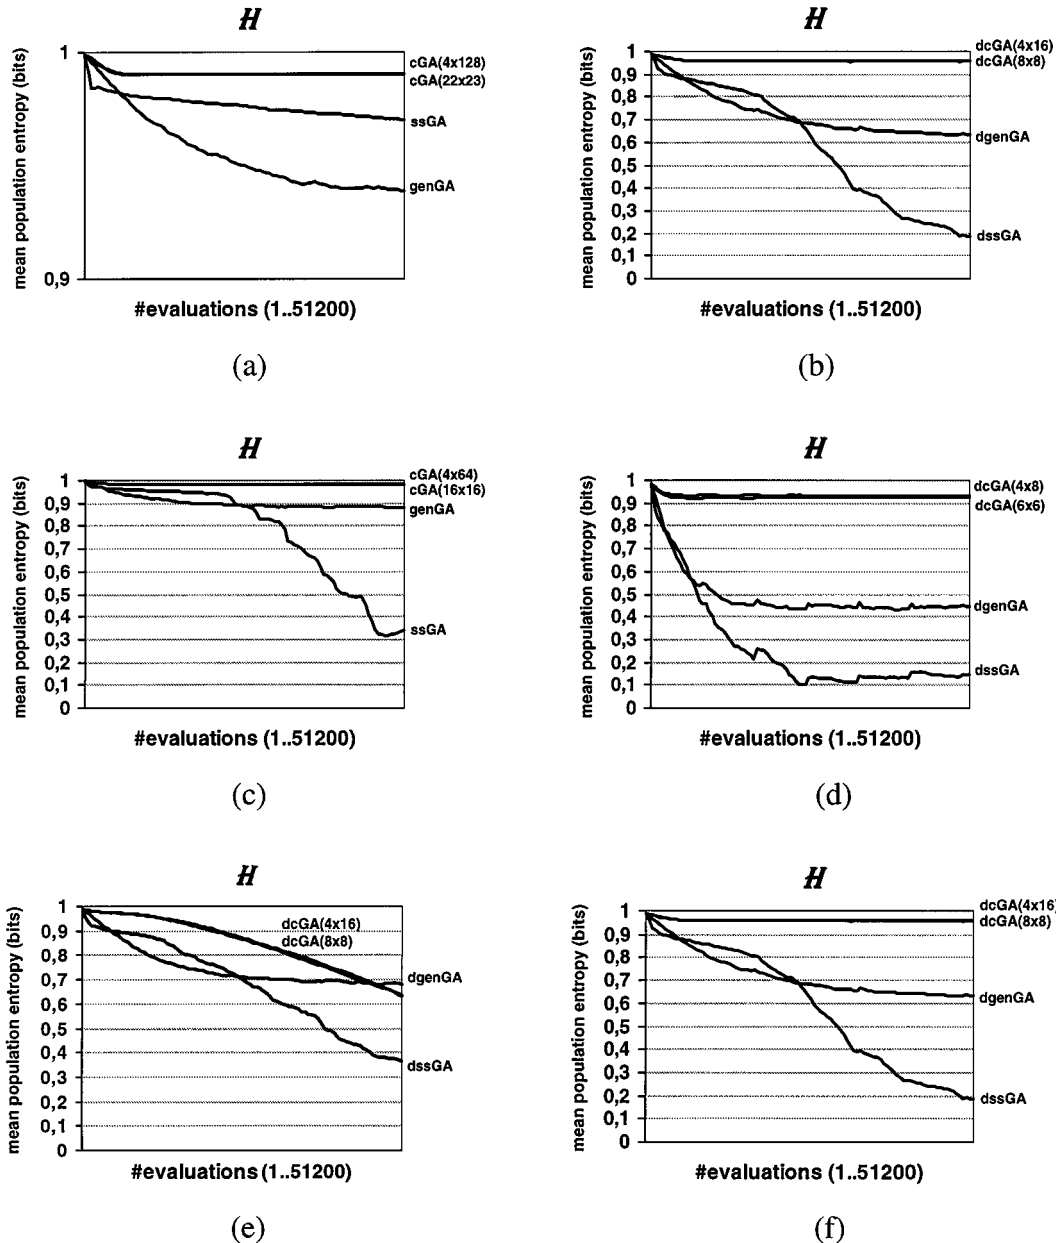 H
mean population entropy (bits)
1
0,9
cGA(4x128)
cGA(22x23)
ssGA
genGA
#evaluations (1..51200)
(a)
H
mean population entropy (bits)
1
0,9
0,8
0,7
0,6
0,5
0,4
0,3
0,2
0,1
0
dcGA(4x16)
dcGA(8x8)
dgenGA
dssGA
#evaluations (1..51200)
(b)
H
mean population entropy (bits)
1
0,9
0,8
0,7
0,6
0,5
0,4
0,3
0,2
0,1
0
cGA(4x64)
cGA(16x16)
genGA
ssGA
#evaluations (1..51200)
(c)
H
mean population entropy (bits)
1
0,9
0,8
0,7
0,6
0,5
0,4
0,3
0,2
0,1
0
dcGA(4x8)
dcGA(6x6)
dgenGA
dssGA
#evaluations (1..51200)
(d)
H
mean population entropy (bits)
1
0,9
0,8
0,7
0,6
0,5
0,4
0,3
0,2
0,1
0
dcGA(4x16)
dcGA(8x8)
dgenGA
dssGA
#evaluations (1..51200)
(e)
H
mean population entropy (bits)
1
0,9
0,8
0,7
0,6
0,5
0,4
0,3
0,2
0,1
0
dcGA(4x16)
dcGA(8x8)
dgenGA
dssGA
#evaluations (1..51200)
(f)